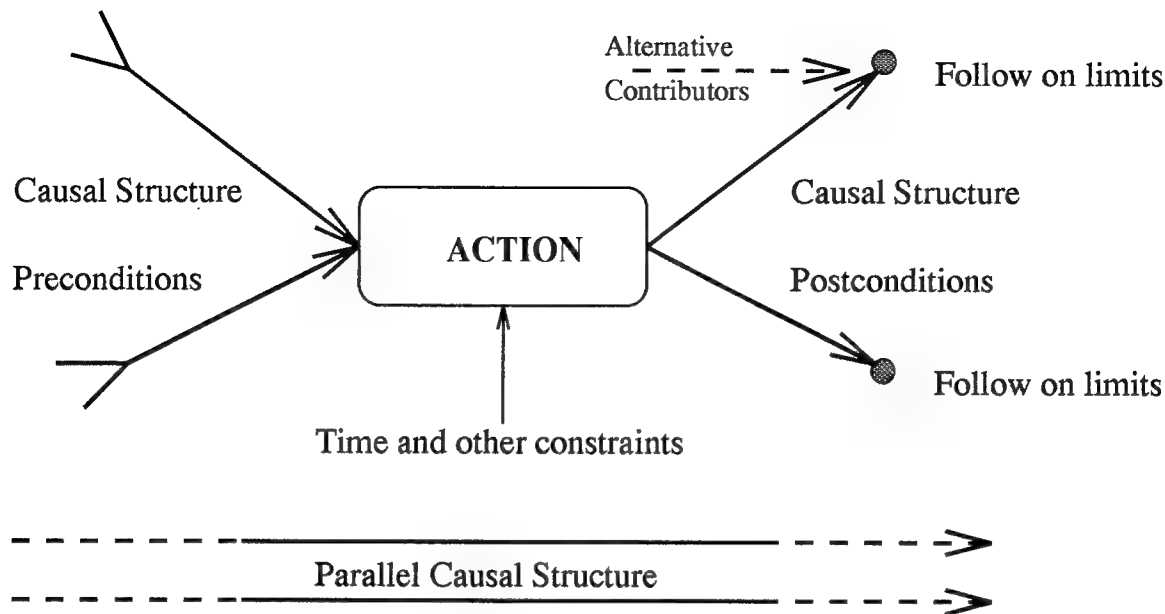 Alternative
Contributors
Follow on limits
Causal Structure
Causal Structure
ACTION
Preconditions
Postconditions
Follow on limits
Time and other constraints
Parallel Causal Structure